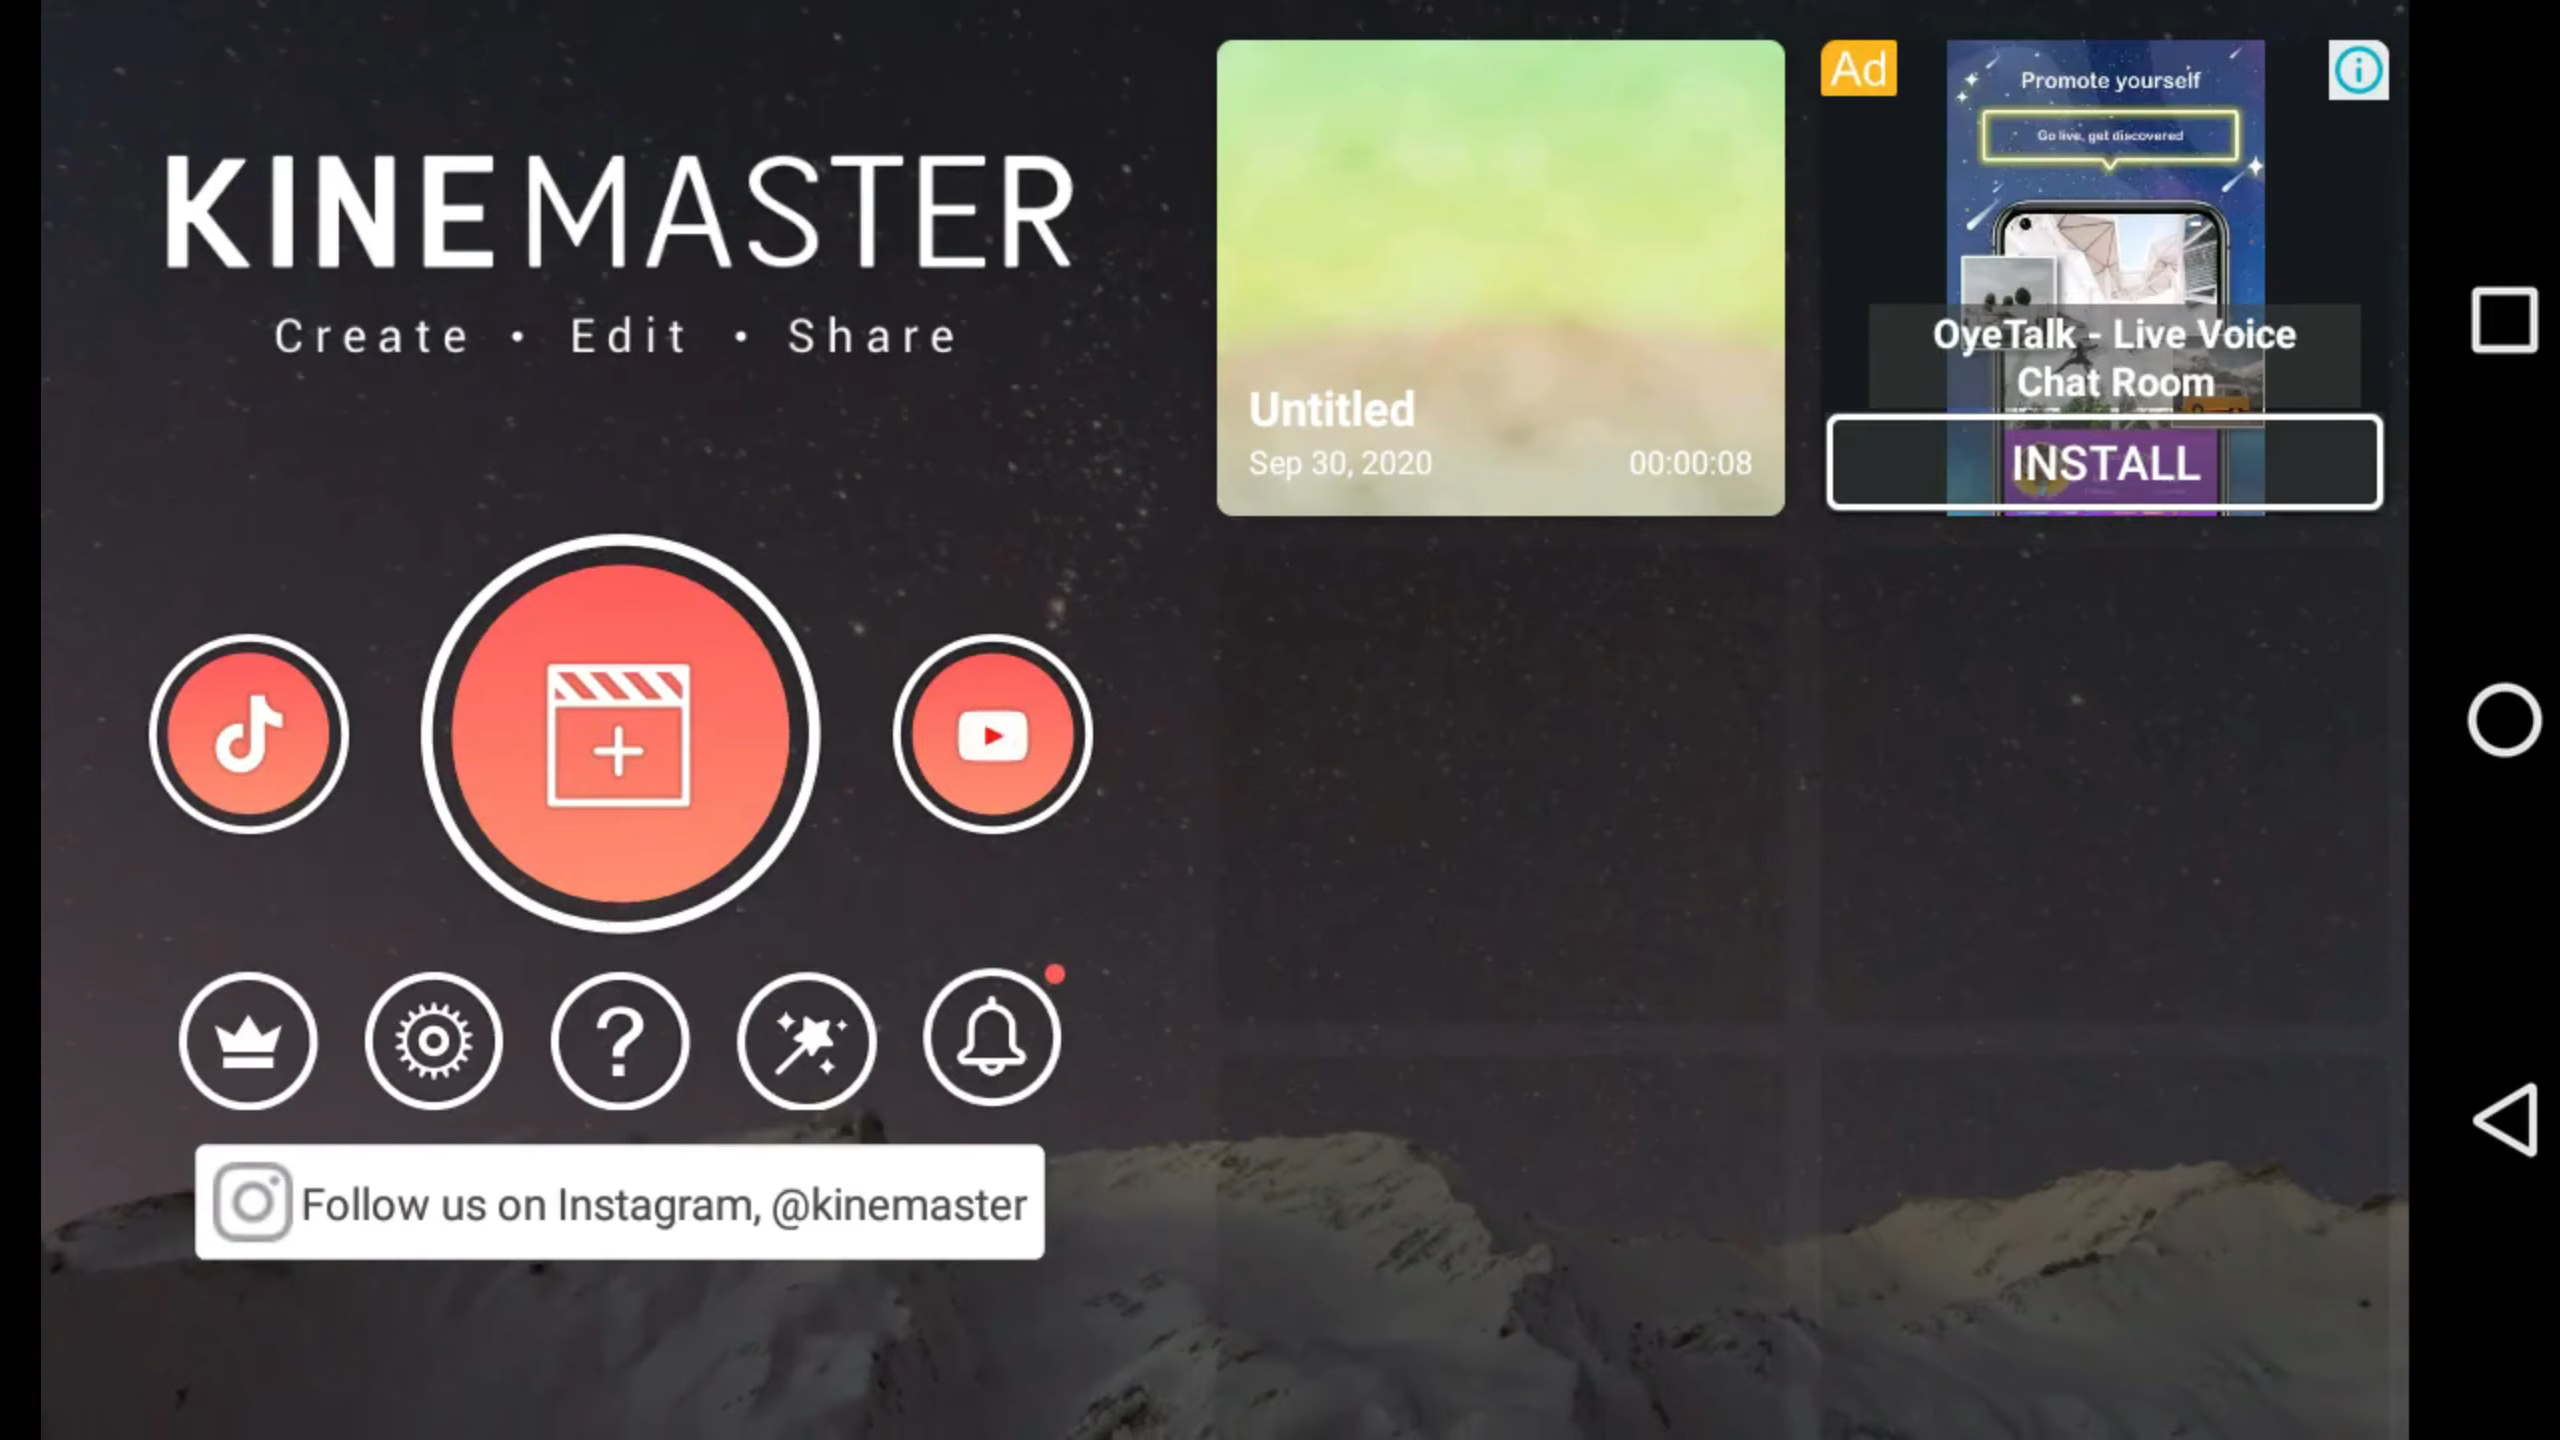 KINEMASTER
Create • Edit • Share
Untitled
Sep 30, 2020
00:00:08
Ad
Promote yourself
Go live, get discovered
OyeTalk - Live Voice
Chat Room
INSTALL
Follow us on Instagram, @kinemaster